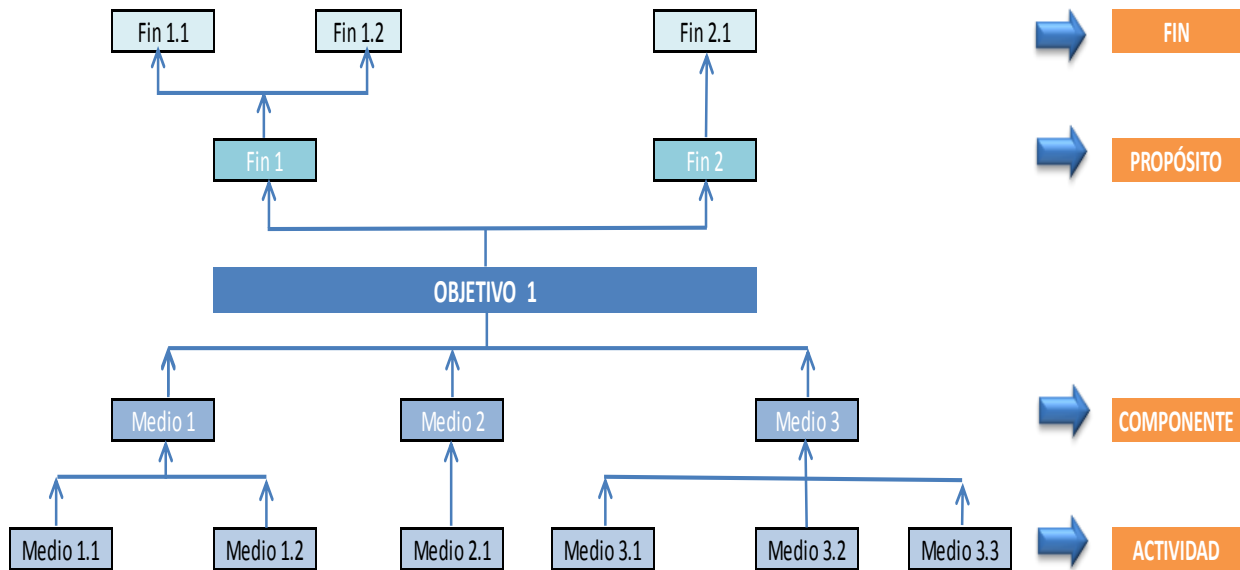 Fin 1.1
Fin 1.2
Fin 2.1
FIN
Fin 1
Fin 2
PROPÓSITO
OBJETIVO 1
Medio 1
Medio 2
Medio 3
COMPONENTE
Medio 1.1
Medio 1.2
Medio 2.1
Medio 3.1
Medio 3.2
Medio 3.3
ACTIVIDAD